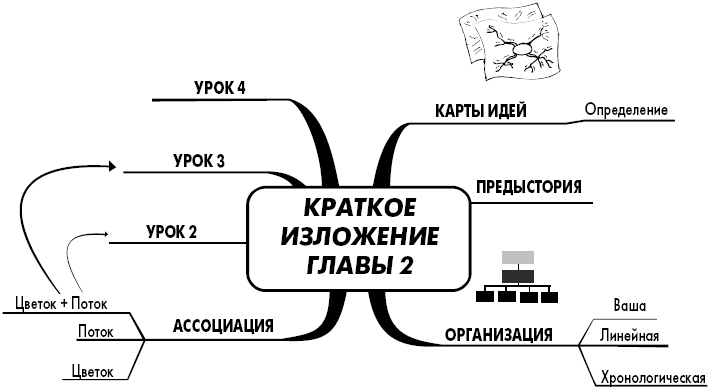 УРОК 4
КАРТЫ ИДЕЙ
Определение
УРОК 3
ПРЕДЫСТОРИЯ
КРАТКОЕ
ИЗЛОЖЕНИЕ
ГЛАВЫ 2
УРОК 2
Цветок + Поток
Поток
Цветок
АССОЦИАЦИЯ
ОРГАНИЗАЦИЯ
Ваша
Линейная
Хронологическая